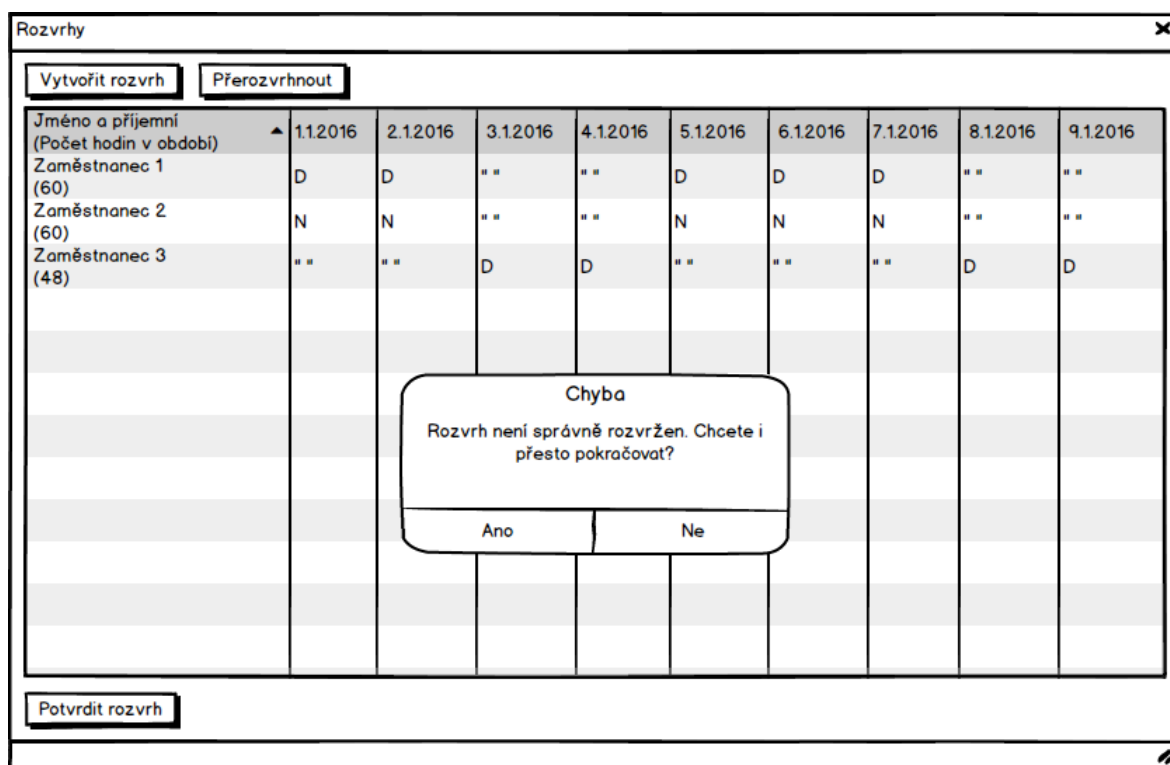 Rozvrhy
Vytvořit rozvrh Přerozvrhnout
Jméno a příjemní
(Počet hodin v období) 1.1.2016 2.1.2016 3.1.2016 4.1.2016 5.1.2016 6.1.2016 7.1.2016 8.1.2016 9.1.2016
Zaměstnanec 1
(60) D D " " " " D D D " " " "
Zaměstnanec 2
(60) N N " " " " N N N " " " "
Zaměstnanec 3
(48) " " " " D D " " " " " " D D
Chyba
Rozvrh není správně rozvržen. Chcete i
přesto pokračovat?
Ano Ne
Potvrdit rozvrh